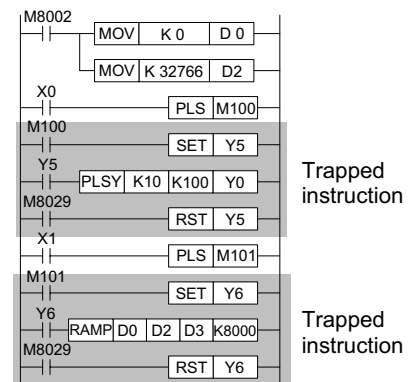 M8002
MOV K 0 D 0
MOV K 32766 D2
X0
PLS M100
M100
SET Y5
Y5
PLSY K10 K100 Y0
M8029
RST Y5
Trapped
instruction
X1
PLS M101
M101
SET Y6
Y6
RAMP D0 D2 D3 K8000
M8029
RST Y6
Trapped
instruction